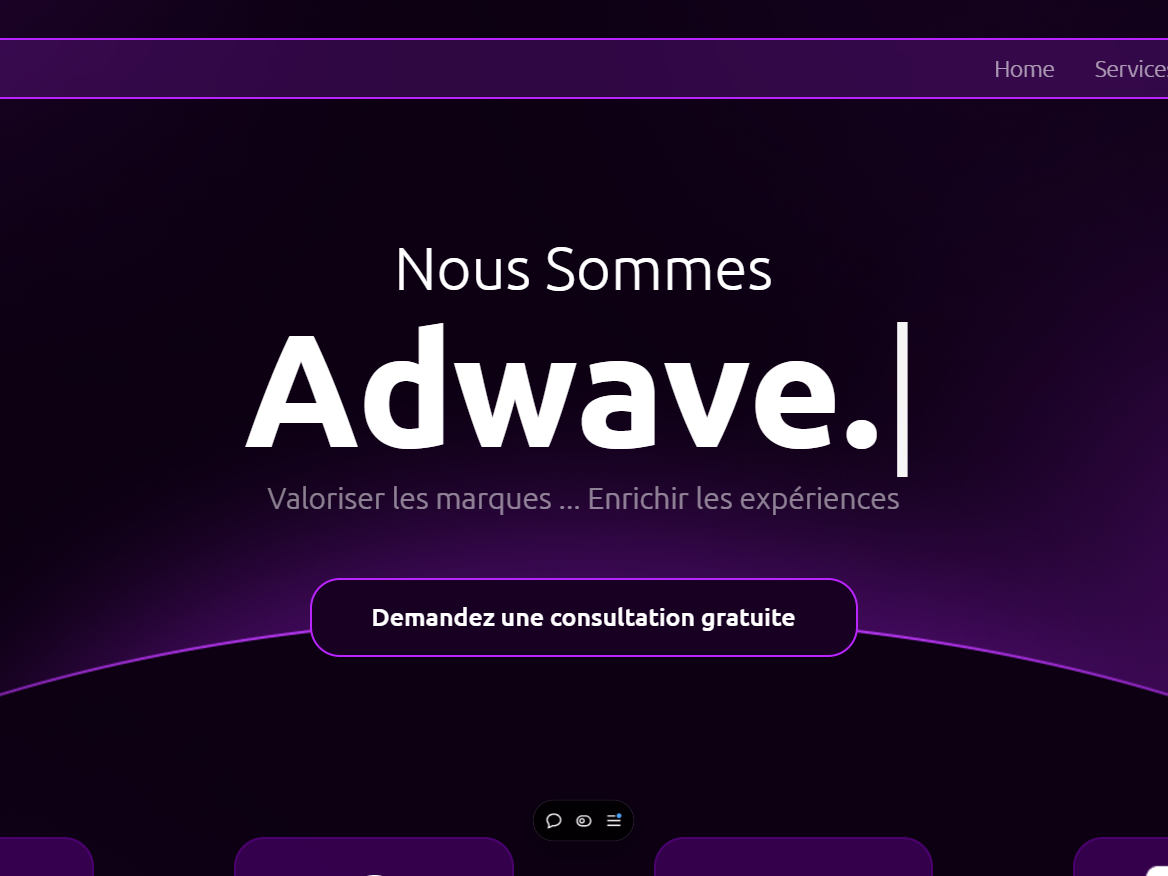 Home Services
Nous Sommes
Adwave.
Valoriser les marques ... Enrichir les expériences
Demandez une consultation gratuite